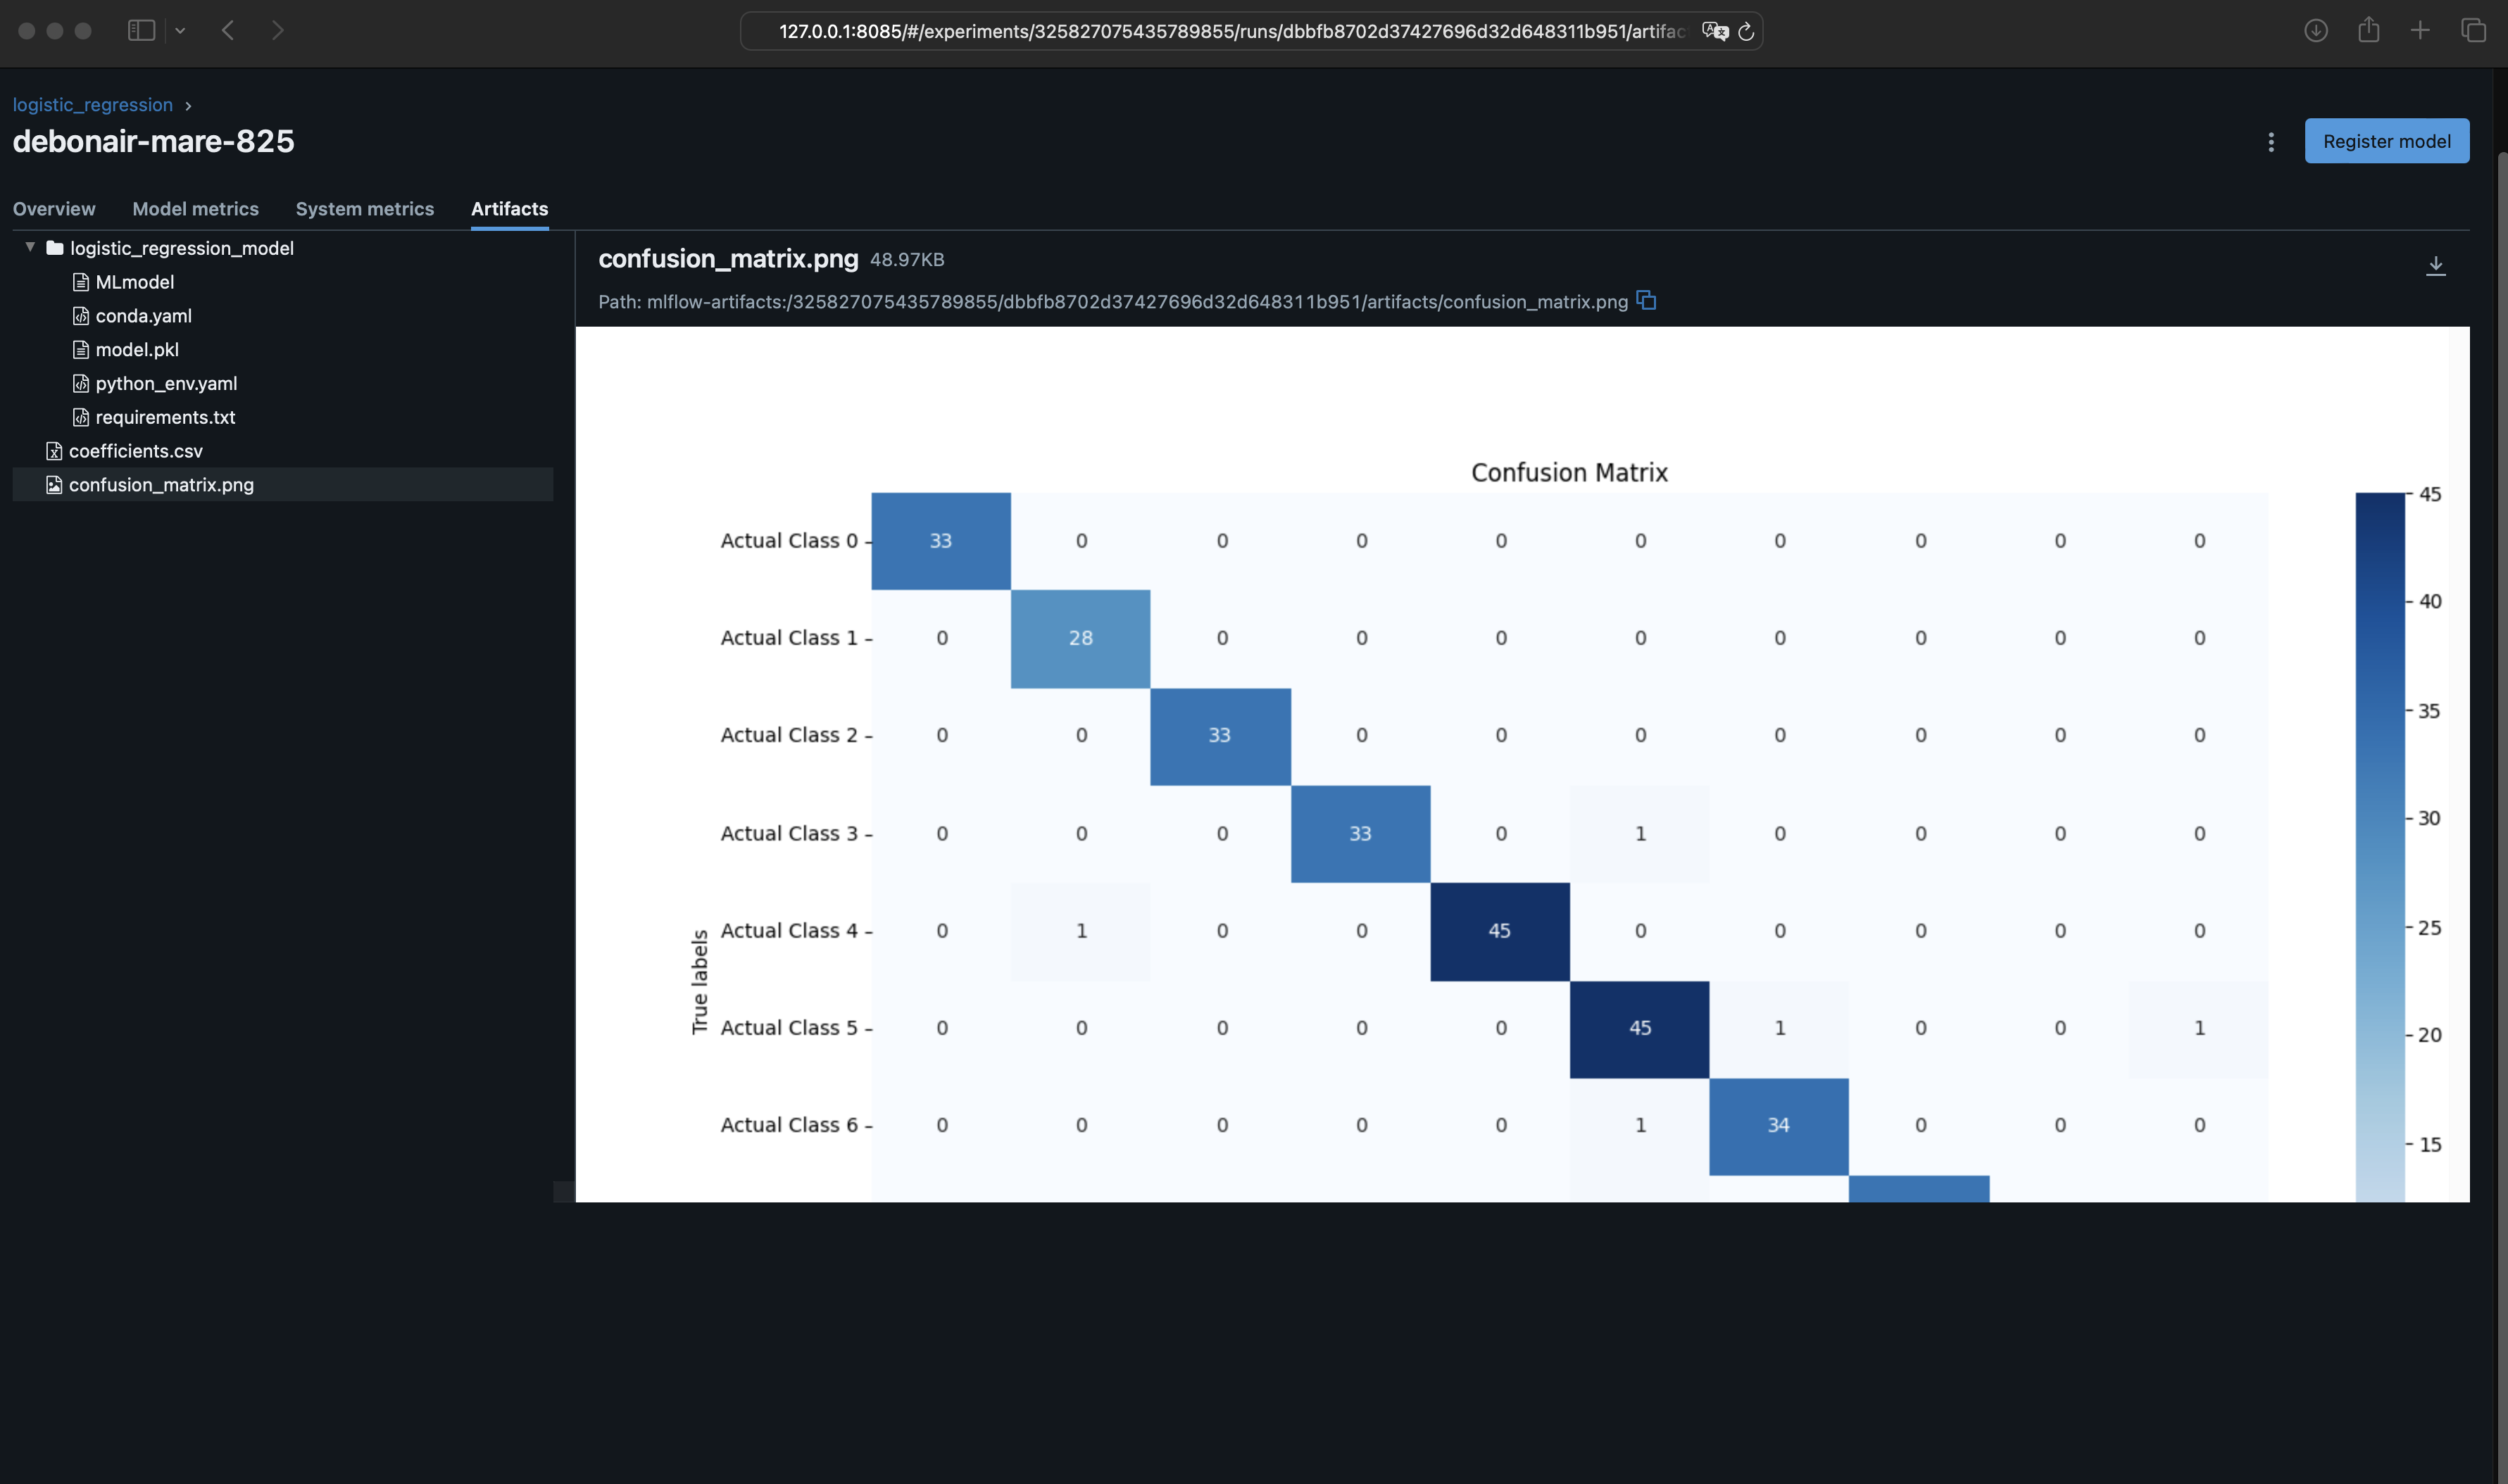 127.0.0.1:8085/#/experiments/325827075435789855/runs/dbbfb8702d37427696d32d648311b951/artifac
logistic_regression ›
debonair-mare-825
Register model
Overview Model metrics System metrics Artifacts
logistic_regression_model
MLmodel
conda.yaml
model.pkl
python_env.yaml
requirements.txt
coefficients.csv
confusion_matrix.png
confusion_matrix.png 48.97KB
Path: mlflow-artifacts:/325827075435789855/dbbfb8702d37427696d32d648311b951/artifacts/confusion_matrix.png
Confusion Matrix
Actual Class 0 33 0 0 0 0 0 0 0 0 0
Actual Class 1 0 28 0 0 0 0 0 0 0 0
Actual Class 2 0 0 33 0 0 0 0 0 0 0
Actual Class 3 0 0 0 33 0 1 0 0 0 0
Actual Class 4 0 1 0 0 45 0 0 0 0 0
Actual Class 5 0 0 0 0 0 45 1 0 0 1
Actual Class 6 0 0 0 0 0 1 34 0 0 0
True labels
45
40
35
30
25
20
15